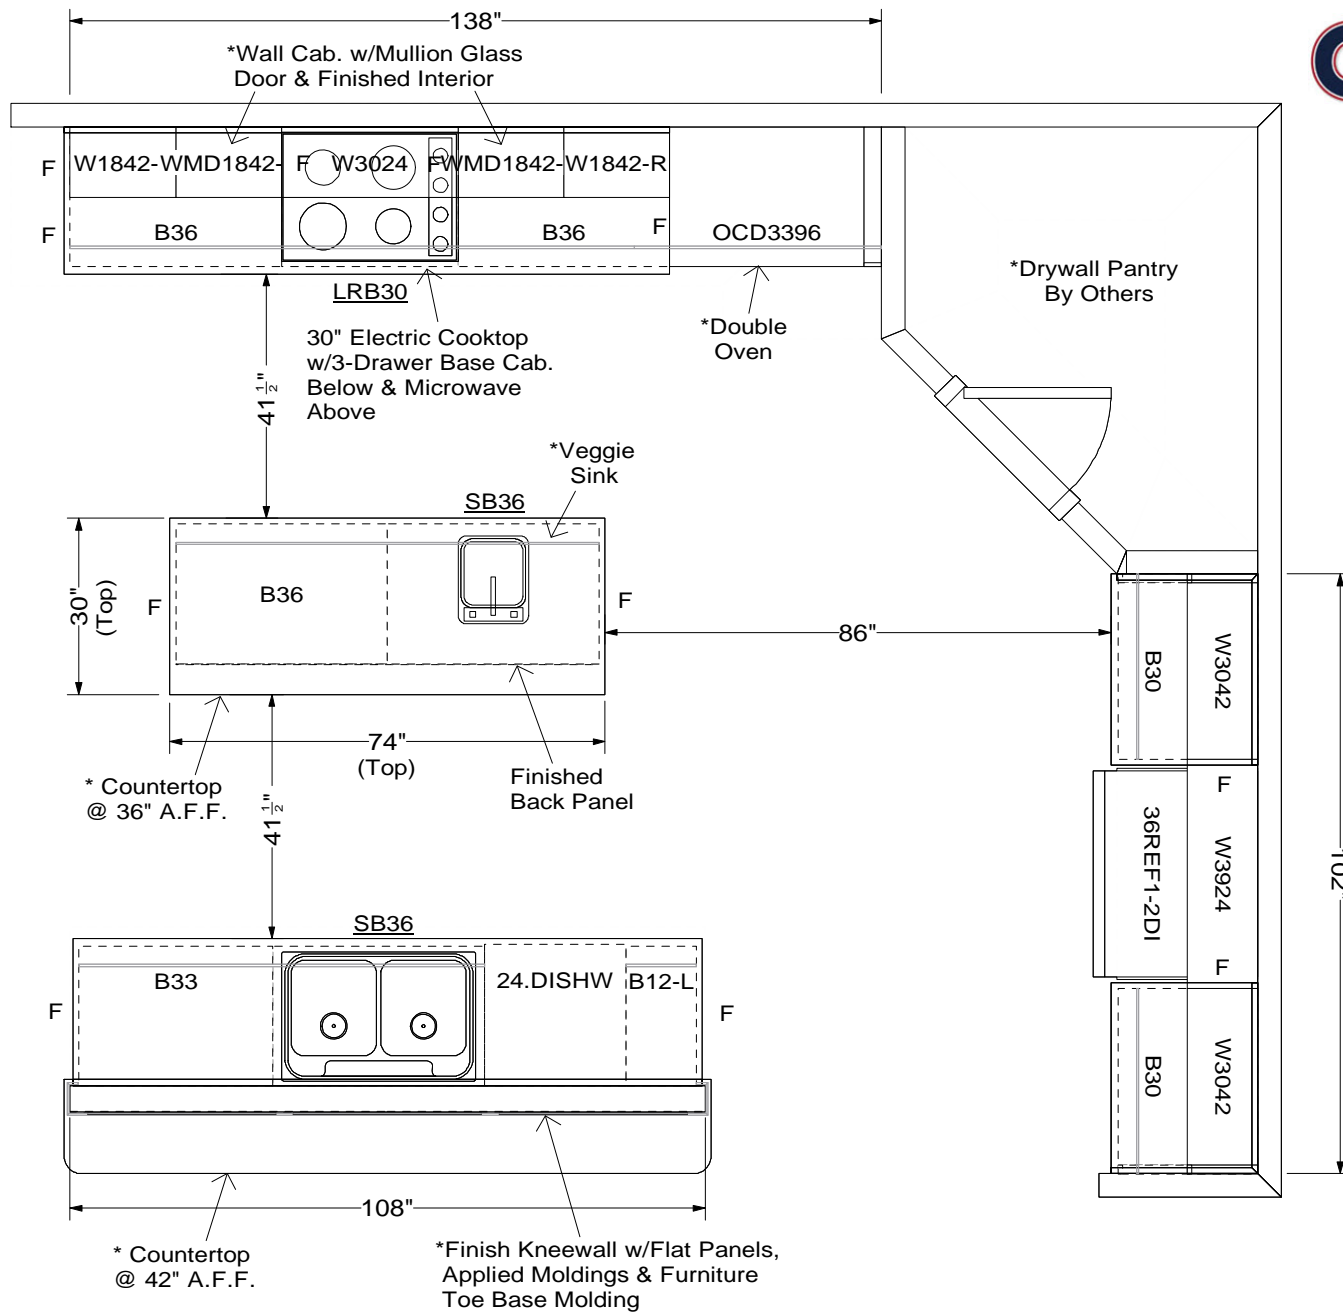 138"
*Wall Cab. w/Mullion Glass
Door & Finished Interior
F
W1842-
WMD1842-
F
W3024
F
WMD1842-
W1842-R
F
B36
B36
F
OCD3396
LRB30
30" Electric Cooktop
w/3-Drawer Base Cab.
Below & Microwave
Above
*Double
Oven
*Drywall Pantry
By Others
41 1/2"
*Veggie
Sink
SB36
30"
(Top)
F
B36
F
86"
74"
(Top)
* Countertop
@ 36" A.F.F.
Finished
Back Panel
41 1/2"
B30
W3042
F
36REF1-2DI
W3924
F
B30
W3042
102
SB36
F
B33
24.DISHW
B12-L
F
108"
* Countertop
@ 42" A.F.F.
*Finish Kneewall w/Flat Panels,
Applied Moldings & Furniture
Toe Base Molding